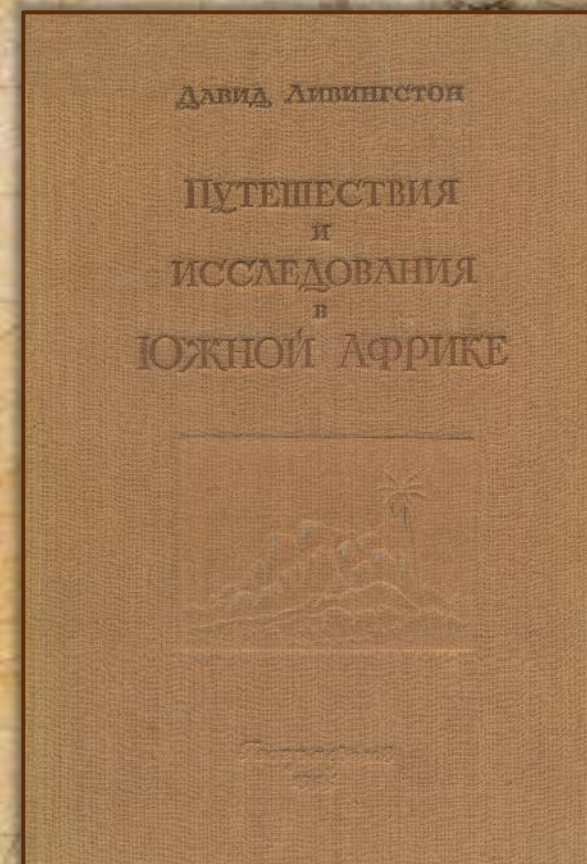 Давид Ливингстон
Путешествия
и
исследования
в
Южной Африке